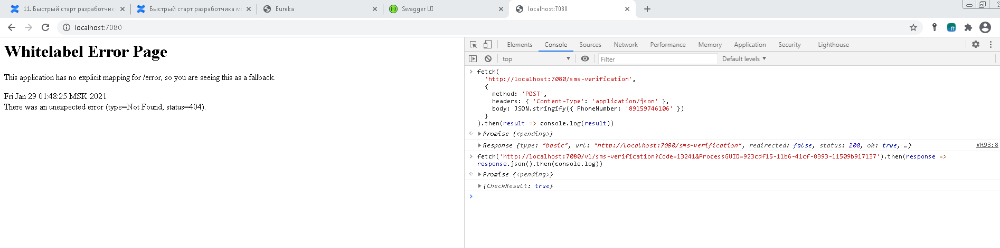 11. Быстрый старт разработчик
Быстрый старт разработчика м
Eureka
Swagger UI
localhost:7080
localhost:7080
Whitelabel Error Page
This application has no explicit mapping for /error, so you are seeing this as a fallback.
Fri Jan 29 01:48:25 MSK 2021
There was an unexpected error (type=Not Found, status=404).
Elements Console Sources Network Performance Memory Application Security Lighthouse
top Filter Default levels
fetch(
'http://localhost:7080/sms-verification',
{
method: 'POST',
headers: { 'Content-Type': 'application/json' },
body: JSON.stringify({ PhoneNumber: '89159746106' })
}
).then(result => console.log(result))
Promise {<pending>}
Response {type: "basic", url: "http://localhost:7080/sms-verification", redirected: false, status: 200, ok: true, …} VM93:8
fetch('http://localhost:7080/v1/sms-verification?Code=13241&ProcessGUID=923cdf15-11b6-41cf-8393-11509b917137').then(response =>
response.json().then(console.log))
Promise {<pending>}
{CheckResult: true}